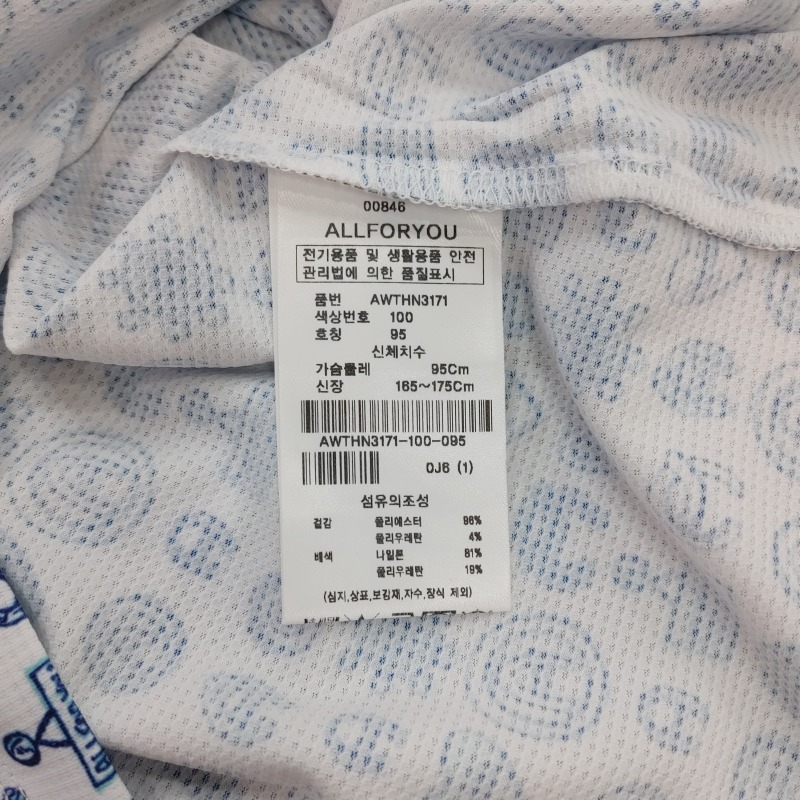 00846
ALLFORYOU
전기용품 및 생활용품 안전
관리법에 의한 품질표시
품번 AWTHN3171
색상번호 100
호칭 95
신체치수
가슴둘레 95Cm
신장 165~175Cm
AWTHN3171-100-095
0J6 (1)
섬유의조성
겉감 폴리에스터 96%
폴리우레탄 4%
배색 나일론 81%
폴리우레탄 19%
(심지,상표,보강재,자수,장식 제외)